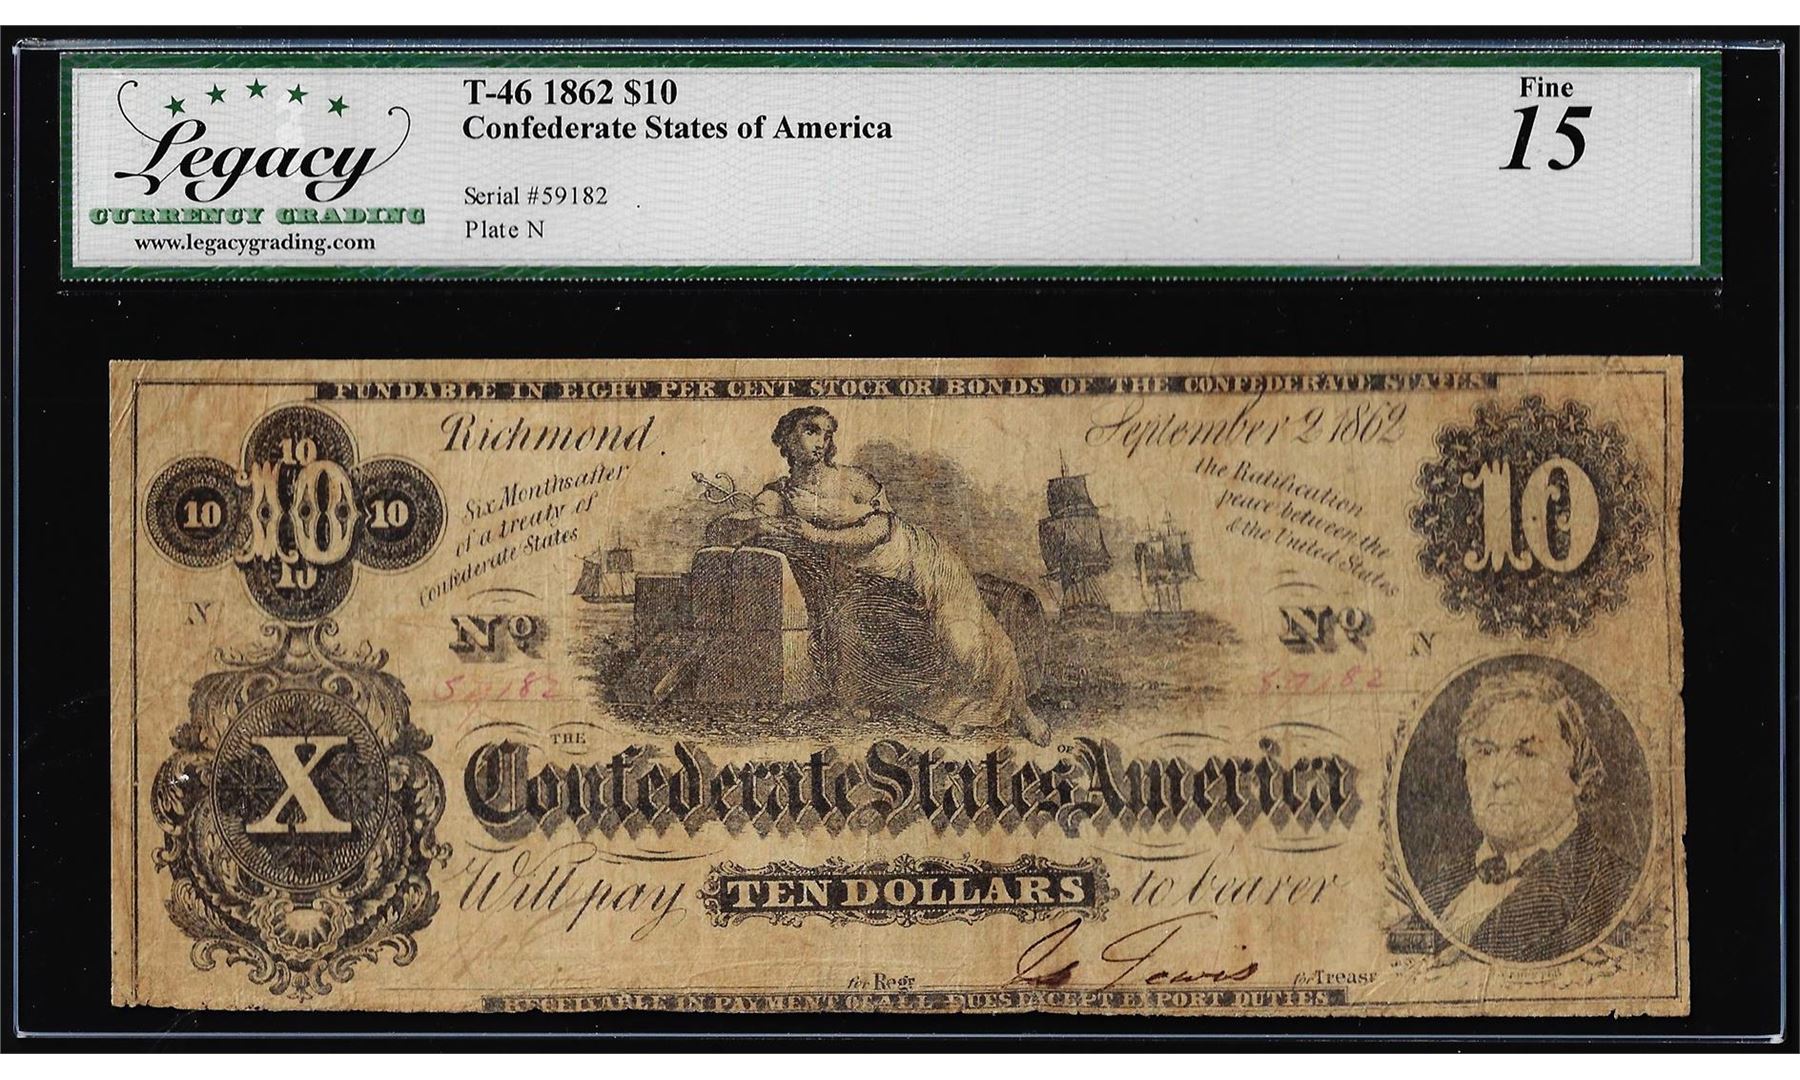 Legacy
CURRENCY GRADING
www.legacygrading.com
T-46 1862 $10
Confederate States of America
Serial #59182
Plate N
Fine
15
FUNDABLE IN EIGHT PER CENT STOCK OR BONDS OF THE CONFEDERATE STATES
Richmond
September 2 1862
10
10
10
10
10
10
Six Months after
of a treaty of
Confederate States
the Ratification
peace between the
& the United States
N
No
No
N
59182
59182
X
THE
Confederate States OF America
Will pay TEN DOLLARS to bearer
for Regr
for Treasr
RECEIVABLE IN PAYMENT OF ALL DUES EXCEPT EXPORT DUTIES